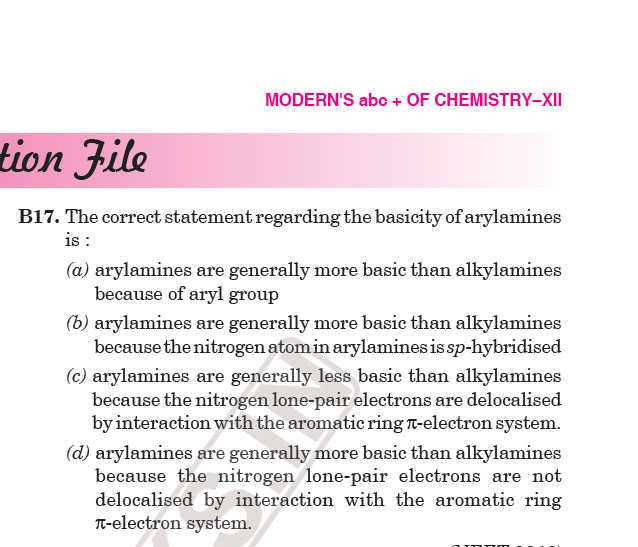 MODERN'S abc + OF CHEMISTRY–XII
tion File
B17. The correct statement regarding the basicity of arylamines
is :
(a) arylamines are generally more basic than alkylamines
because of aryl group
(b) arylamines are generally more basic than alkylamines
because the nitrogen atom in arylamines is sp-hybridised
(c) arylamines are generally less basic than alkylamines
because the nitrogen lone-pair electrons are delocalised
by interaction with the aromatic ring π-electron system.
(d) arylamines are generally more basic than alkylamines
because the nitrogen lone-pair electrons are not
delocalised by interaction with the aromatic ring
π-electron system.